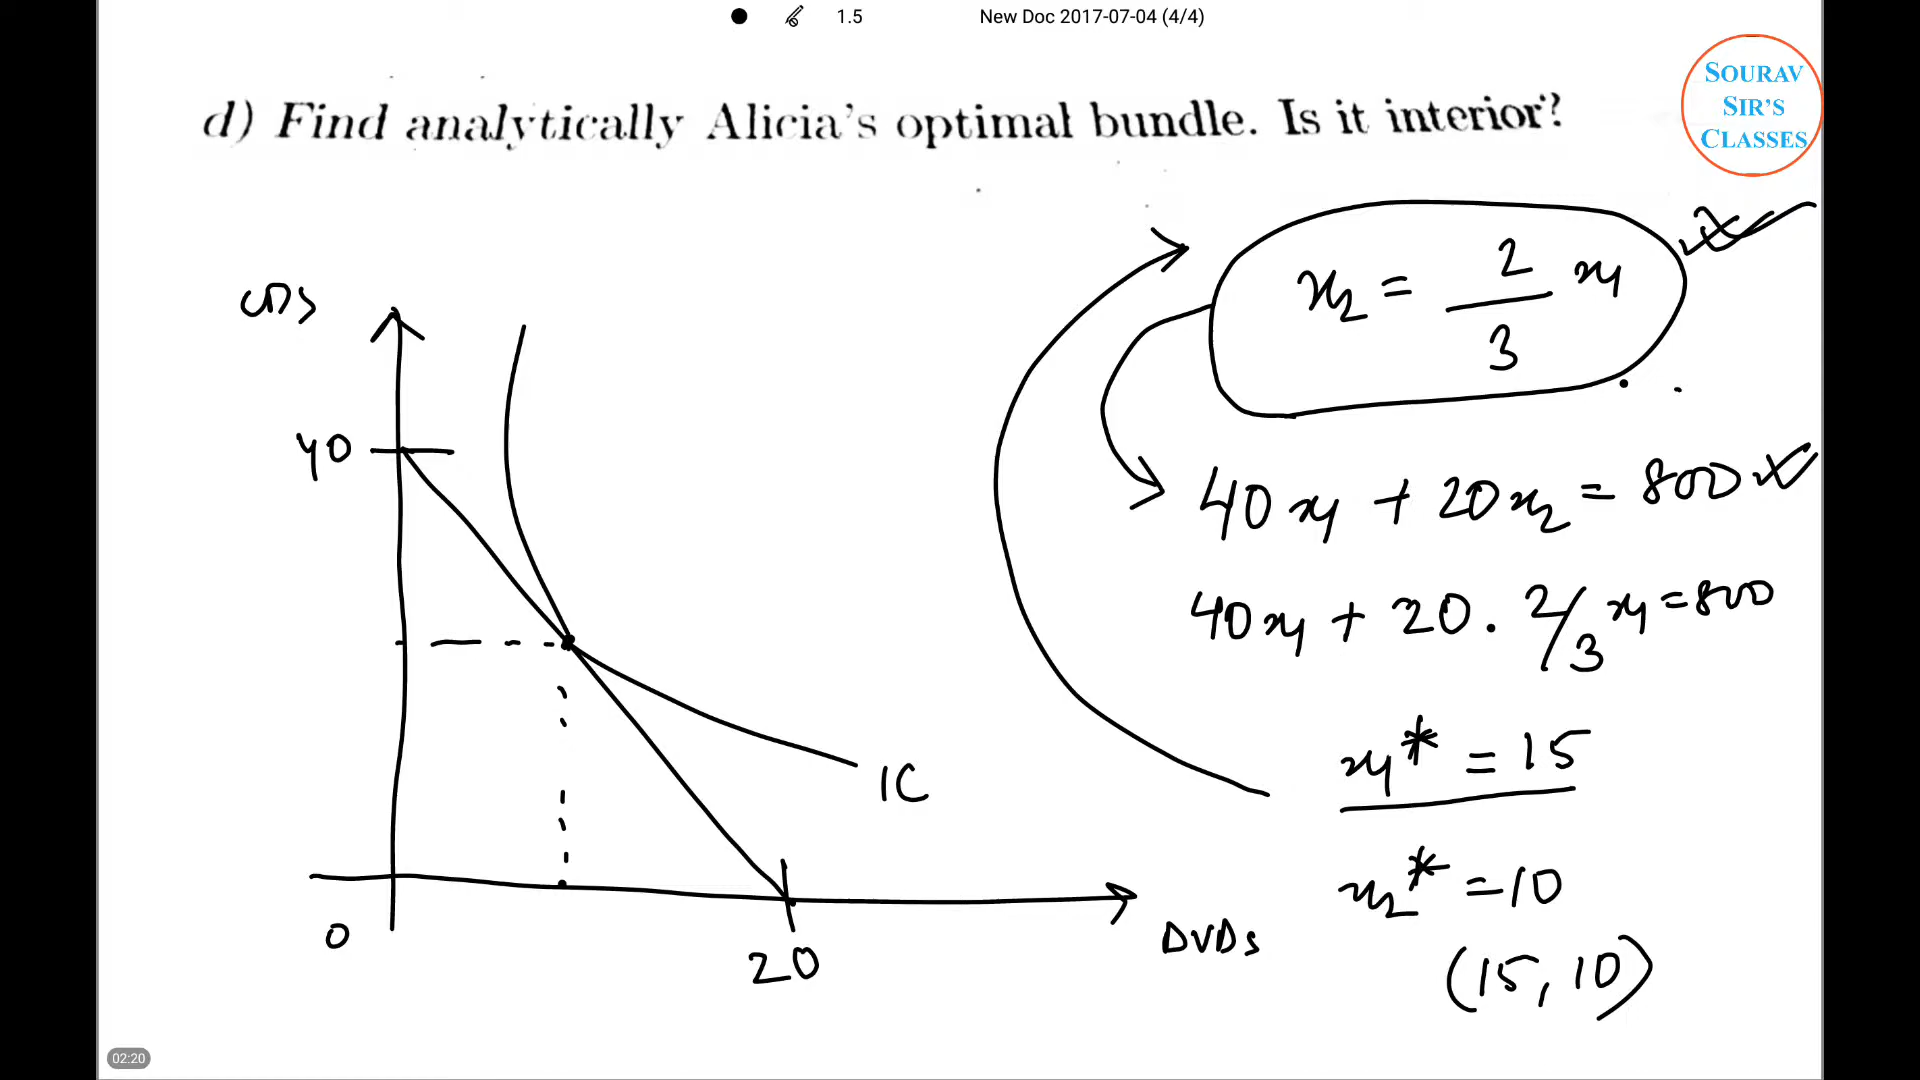 1.5 New Doc 2017-07-04 (4/4)
SOURAV
SIR'S
CLASSES
d) Find analytically Alicia's optimal bundle. Is it interior?
x2 = 2/3 x1
CDS
40
40x1 + 20x2 = 800
40x1 + 20 . 2/3 x1 = 800
x1* = 15
IC
x2* = 10
0
20
DVDs
(15, 10)
02:20